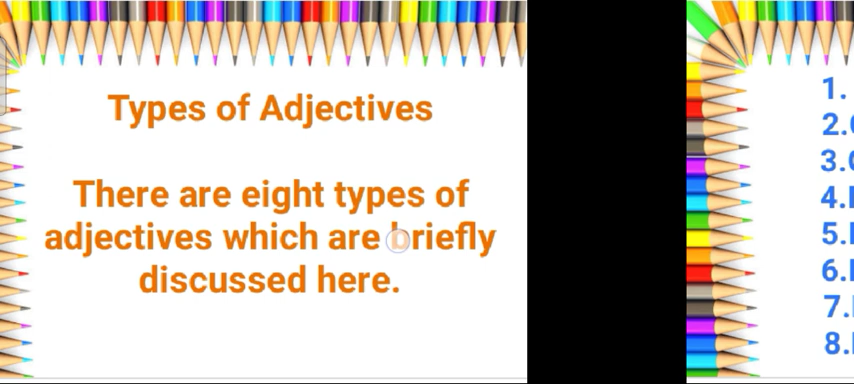 Types of Adjectives
There are eight types of
adjectives which are briefly
discussed here.
1.
2.
3.
4.
5.
6.
7.
8.